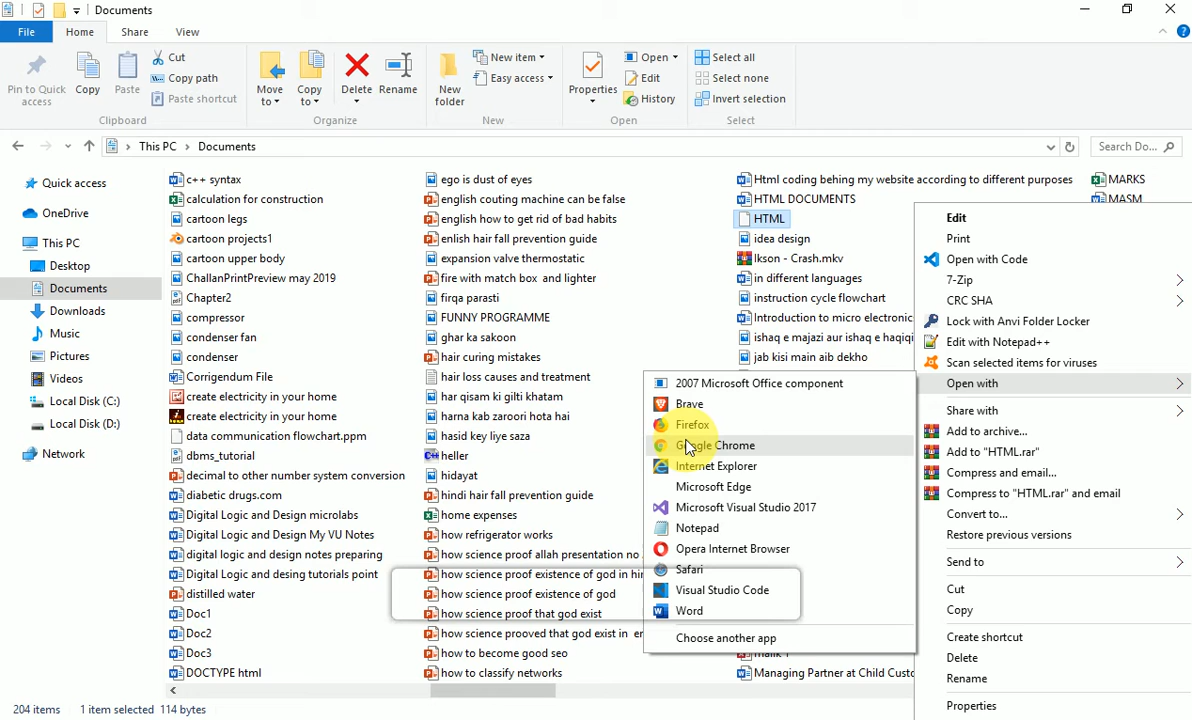 Documents
File Home Share View
Pin to Quick access
Copy
Paste
Cut
Copy path
Paste shortcut
Clipboard
Move to
Copy to
Delete
Rename
Organize
New folder
New item
Easy access
New
Properties
Open
Edit
History
Open
Select all
Select none
Invert selection
Select
This PC > Documents
Search Do...
Quick access
OneDrive
This PC
Desktop
Documents
Downloads
Music
Pictures
Videos
Local Disk (C:)
Local Disk (D:)
Network
c++ syntax
calculation for construction
cartoon legs
cartoon projects1
cartoon upper body
ChallanPrintPreview may 2019
Chapter2
compressor
condenser fan
condenser
Corrigendum File
create electricity in your home
create electricity in your home
data communication flowchart.ppm
dbms_tutorial
decimal to other number system conversion
diabetic drugs.com
Digital Logic and Design microlabs
Digital Logic and Design My VU Notes
digital logic and design notes preparing
Digital Logic and desing tutorials point
distilled water
Doc1
Doc2
Doc3
DOCTYPE html
ego is dust of eyes
english couting machine can be false
english how to get rid of bad habits
enlish hair fall prevention guide
expansion valve thermostatic
fire with match box and lighter
firqa parasti
FUNNY PROGRAMME
ghar ka sakoon
hair curing mistakes
hair loss causes and treatment
har qisam ki gilti khatam
harna kab zaroori hota hai
hasid key liye saza
heller
hidayat
hindi hair fall prevention guide
home expenses
how refrigerator works
how science proof allah presentation no
how science proof existence of god in hin
how science proof existence of god
how science proof that god exist
how science prooved that god exist in er
how to become good seo
how to classify networks
Html coding behing my website according to different purposes
HTML DOCUMENTS
HTML
idea design
Ikson - Crash.mkv
in different languages
instruction cycle flowchart
Introduction to micro electronic
ishaq e majazi aur ishaq e haqiqi
jab kisi main aib dekho
malik 1
Managing Partner at Child Custo
MARKS
MASM
2007 Microsoft Office component
Brave
Firefox
Google Chrome
Internet Explorer
Microsoft Edge
Microsoft Visual Studio 2017
Notepad
Opera Internet Browser
Safari
Visual Studio Code
Word
Choose another app
Edit
Print
Open with Code
7-Zip
CRC SHA
Lock with Anvi Folder Locker
Edit with Notepad++
Scan selected items for viruses
Open with
Share with
Add to archive...
Add to "HTML.rar"
Compress and email...
Compress to "HTML.rar" and email
Convert to...
Restore previous versions
Send to
Cut
Copy
Create shortcut
Delete
Rename
Properties
204 items 1 item selected 114 bytes